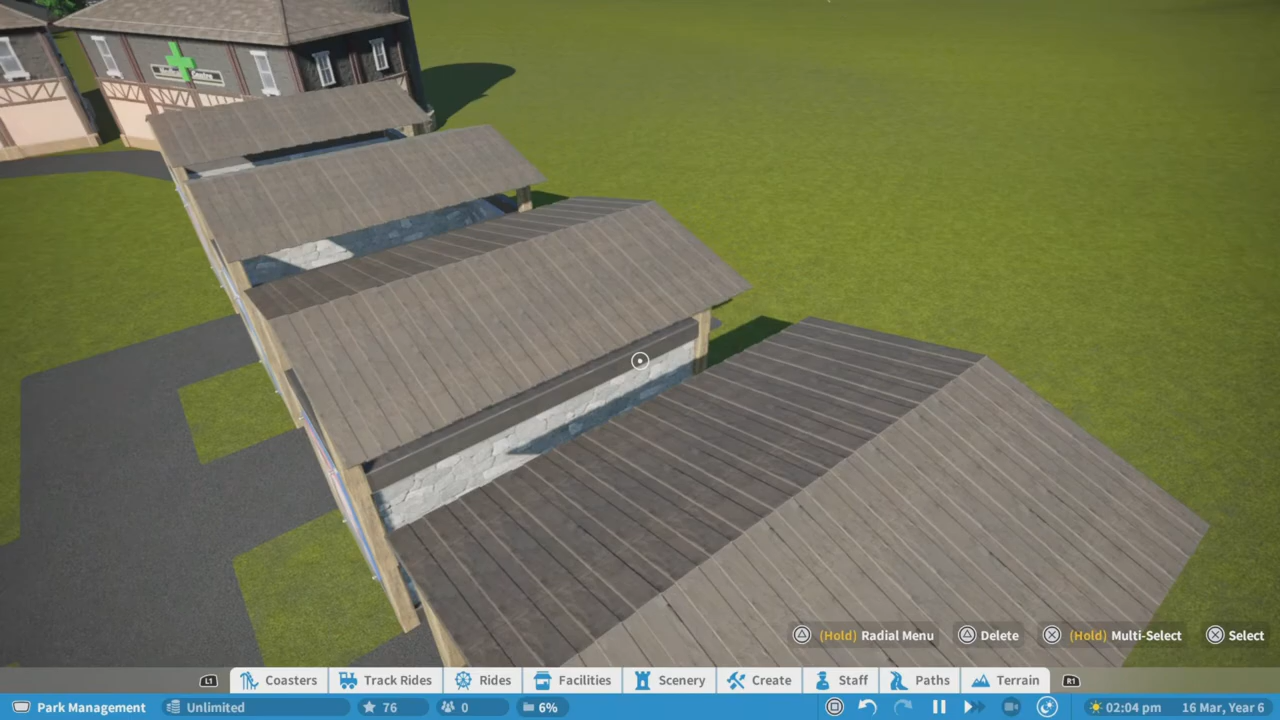 (Hold) Radial Menu
Delete
(Hold) Multi-Select
Select
L1
Coasters
Track Rides
Rides
Facilities
Scenery
Create
Staff
Paths
Terrain
R1
Park Management
Unlimited
76
0
6%
02:04 pm
16 Mar, Year 6